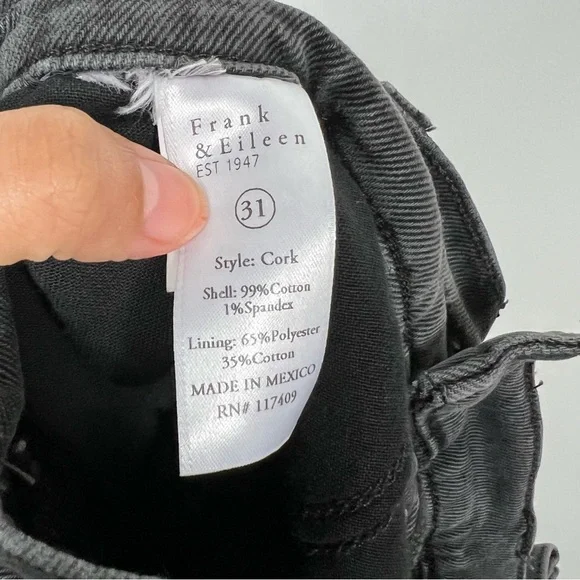 Frank
& Eileen
EST 1947
31
Style: Cork
Shell: 99%Cotton
1%Spandex
Lining: 65%Polyester
35%Cotton
MADE IN MEXICO
RN# 117409